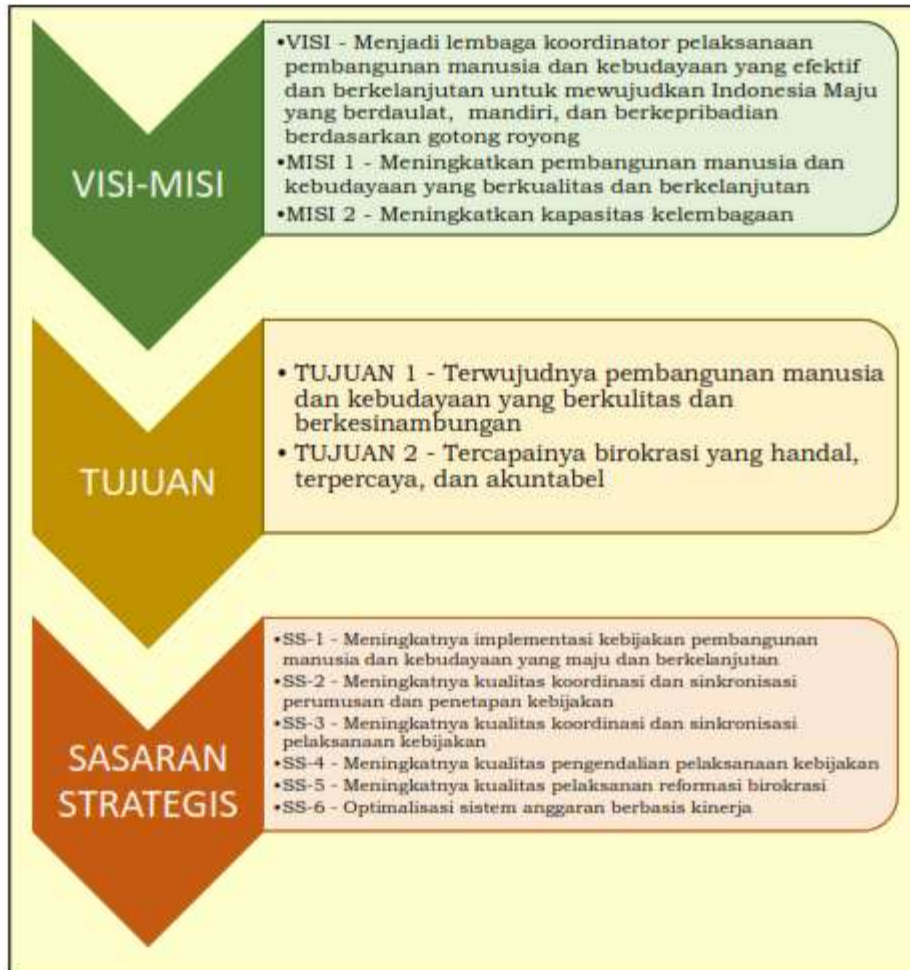 VISI-MISI
•VISI - Menjadi lembaga koordinator pelaksanaan
pembangunan manusia dan kebudayaan yang efektif
dan berkelanjutan untuk mewujudkan Indonesia Maju
yang berdaulat, mandiri, dan berkepribadian
berdasarkan gotong royong
•MISI 1 - Meningkatkan pembangunan manusia dan
kebudayaan yang berkualitas dan berkelanjutan
•MISI 2 - Meningkatkan kapasitas kelembagaan
TUJUAN
• TUJUAN 1 - Terwujudnya pembangunan manusia
dan kebudayaan yang berkulitas dan
berkesinambungan
• TUJUAN 2 - Tercapainya birokrasi yang handal,
terpercaya, dan akuntabel
SASARAN
STRATEGIS
•SS-1 - Meningkatnya implementasi kebijakan pembangunan
manusia dan kebudayaan yang maju dan berkelanjutan
•SS-2 - Meningkatnya kualitas koordinasi dan sinkronisasi
perumusan dan penetapan kebijakan
•SS-3 - Meningkatnya kualitas koordinasi dan sinkronisasi
pelaksanaan kebijakan
•SS-4 - Meningkatnya kualitas pengendalian pelaksanaan kebijakan
•SS-5 - Meningkatnya kualitas pelaksanan reformasi birokrasi
•SS-6 - Optimalisasi sistem anggaran berbasis kinerja